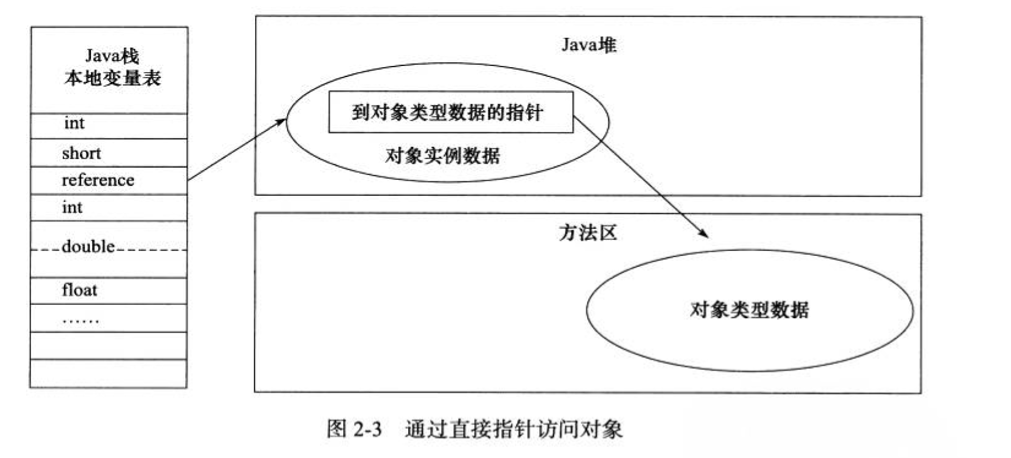 Java栈
本地变量表
int
short
reference
int
double
float
……
Java堆
到对象类型数据的指针
对象实例数据
方法区
对象类型数据
图 2-3 通过直接指针访问对象